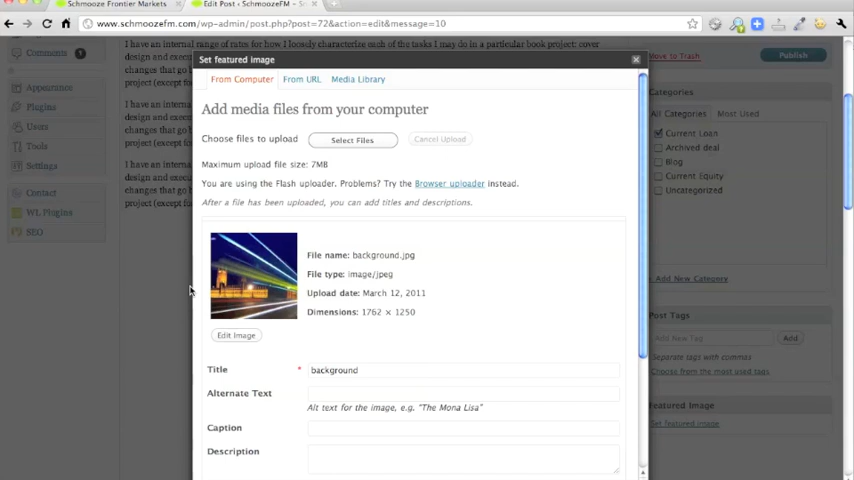 Schmooze Frontier Markets
Edit Post ‹ SchmoozeFM –
www.schmoozefm.com/wp-admin/post.php?post=72&action=edit&message=10
Comments
Appearance
Plugins
Users
Tools
Settings
Contact
WL Plugins
SEO
I have an internal range of rates for how I loosely characterize each of the tasks I may do in a particular book project: cover
design and exec
changes that go b
project (except fo
I have an interna
design and exec
changes that go b
project (except fo
I have an interna
design and exec
changes that go b
project (except fo
Set featured image
From Computer
From URL
Media Library
Add media files from your computer
Choose files to upload
Select Files
Cancel Upload
Maximum upload file size: 7MB
You are using the Flash uploader. Problems? Try the Browser uploader instead.
After a file has been uploaded, you can add titles and descriptions.
File name: background.jpg
File type: image/jpeg
Upload date: March 12, 2011
Dimensions: 1762 × 1250
Edit Image
Title * background
Alternate Text
Alt text for the image, e.g. "The Mona Lisa"
Caption
Description
Move to Trash
Publish
Categories
All Categories
Most Used
Current Loan
Archived deal
Blog
Current Equity
Uncategorized
+ Add New Category
Post Tags
Add New Tag
Add
Separate tags with commas
Choose from the most used tags
Featured Image
Set featured image